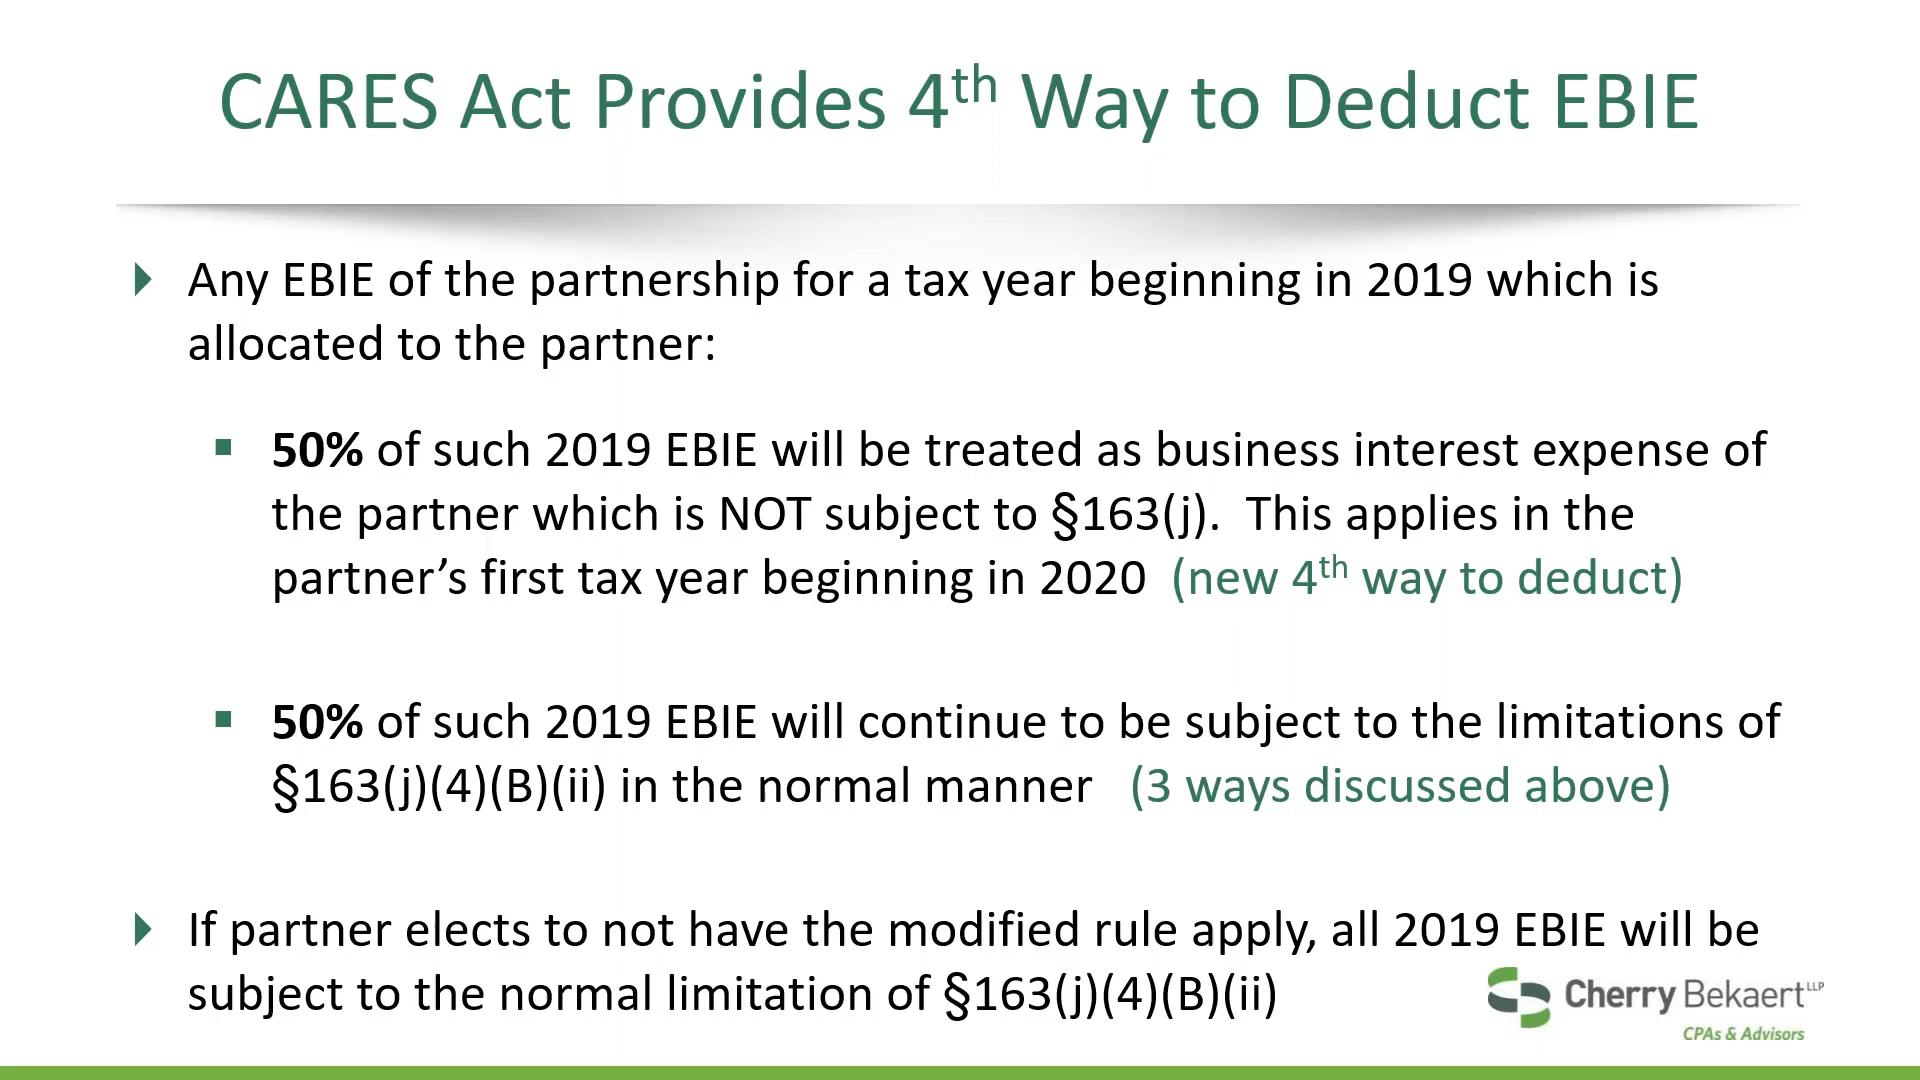 CARES Act Provides 4th Way to Deduct EBIE
Any EBIE of the partnership for a tax year beginning in 2019 which is
allocated to the partner:
50% of such 2019 EBIE will be treated as business interest expense of
the partner which is NOT subject to §163(j).  This applies in the
partner’s first tax year beginning in 2020  (new 4th way to deduct)
50% of such 2019 EBIE will continue to be subject to the limitations of
§163(j)(4)(B)(ii) in the normal manner   (3 ways discussed above)
If partner elects to not have the modified rule apply, all 2019 EBIE will be
subject to the normal limitation of §163(j)(4)(B)(ii)
Cherry Bekaert LLP
CPAs & Advisors